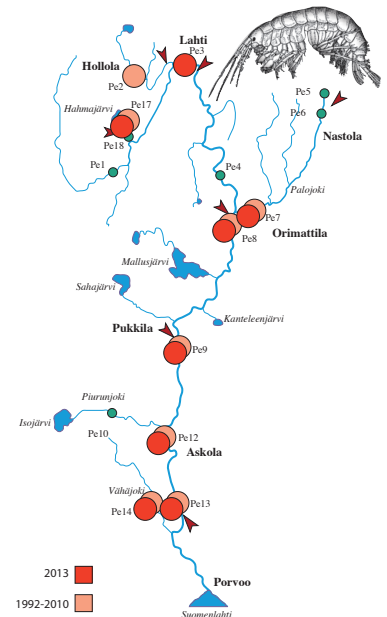 Lahti
Pe3
Hollola
Pe2
Pe5
Pe17
Hahmajärvi
Pe6
Nastola
Pe18
Pe1
Pe4
Palojoki
Pe7
Orimattila
Pe8
Mallusjärvi
Sahajärvi
Kanteleenjärvi
Pukkila
Pe9
Piurunjoki
Isojärvi
Pe10
Pe12
Askola
Vähäjoki
Pe13
Pe14
2013
Porvoo
1992-2010
Suomenlahti